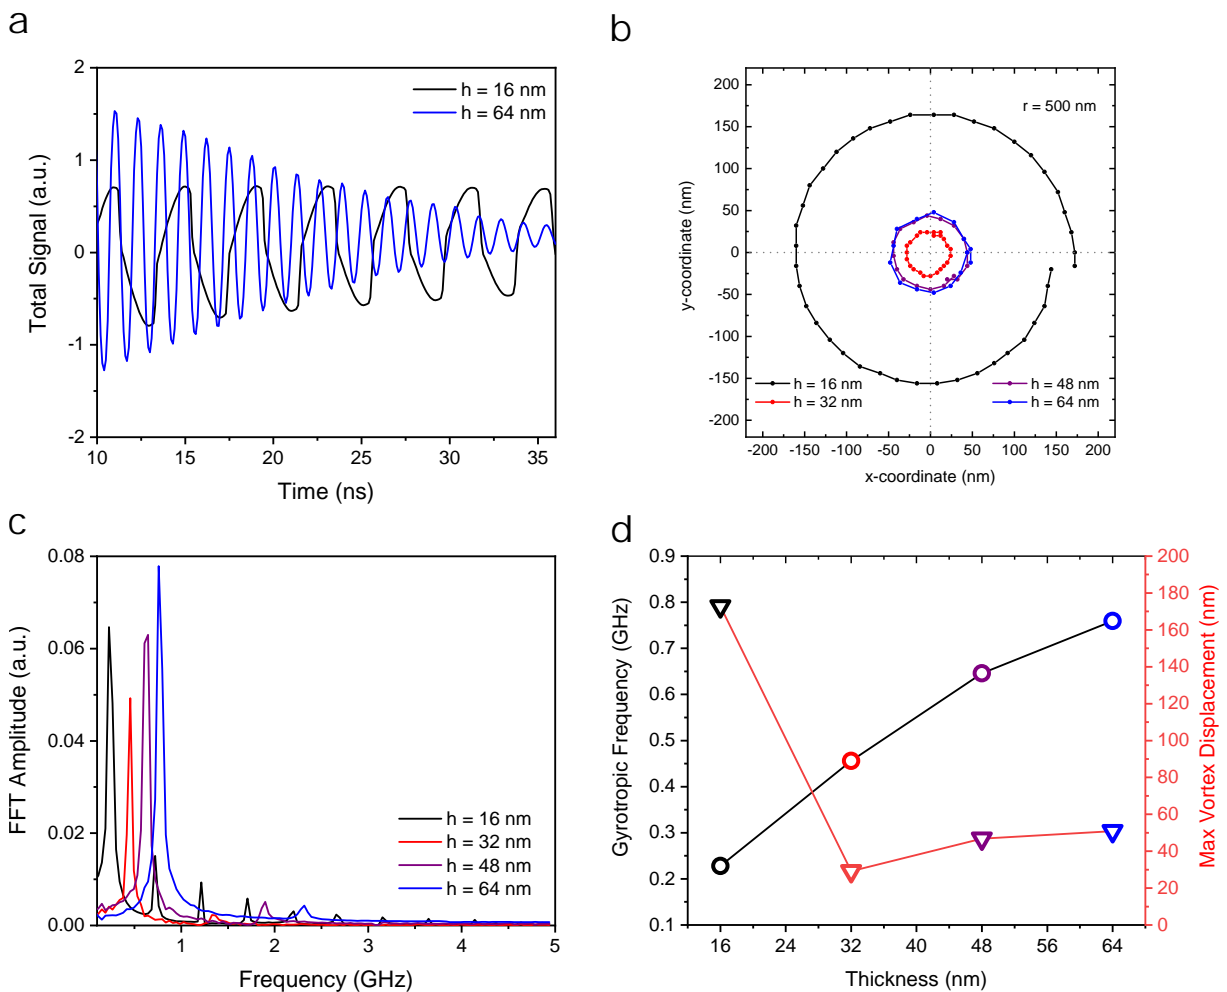 a
2
1
0
-1
-2
10
15
20
25
30
35
Total Signal (a.u.)
Time (ns)
h = 16 nm
h = 64 nm
b
200
150
100
50
0
-50
-100
-150
-200
-200
-150
-100
-50
0
50
100
150
200
y-coordinate (nm)
x-coordinate (nm)
r = 500 nm
h = 16 nm
h = 32 nm
h = 48 nm
h = 64 nm
c
0.08
0.06
0.04
0.02
0.00
1
2
3
4
5
FFT Amplitude (a.u.)
Frequency (GHz)
h = 16 nm
h = 32 nm
h = 48 nm
h = 64 nm
d
0.9
0.8
0.7
0.6
0.5
0.4
0.3
0.2
0.1
16
24
32
40
48
56
64
200
180
160
140
120
100
80
60
40
20
0
Gyrotropic Frequency (GHz)
Thickness (nm)
Max Vortex Displacement (nm)